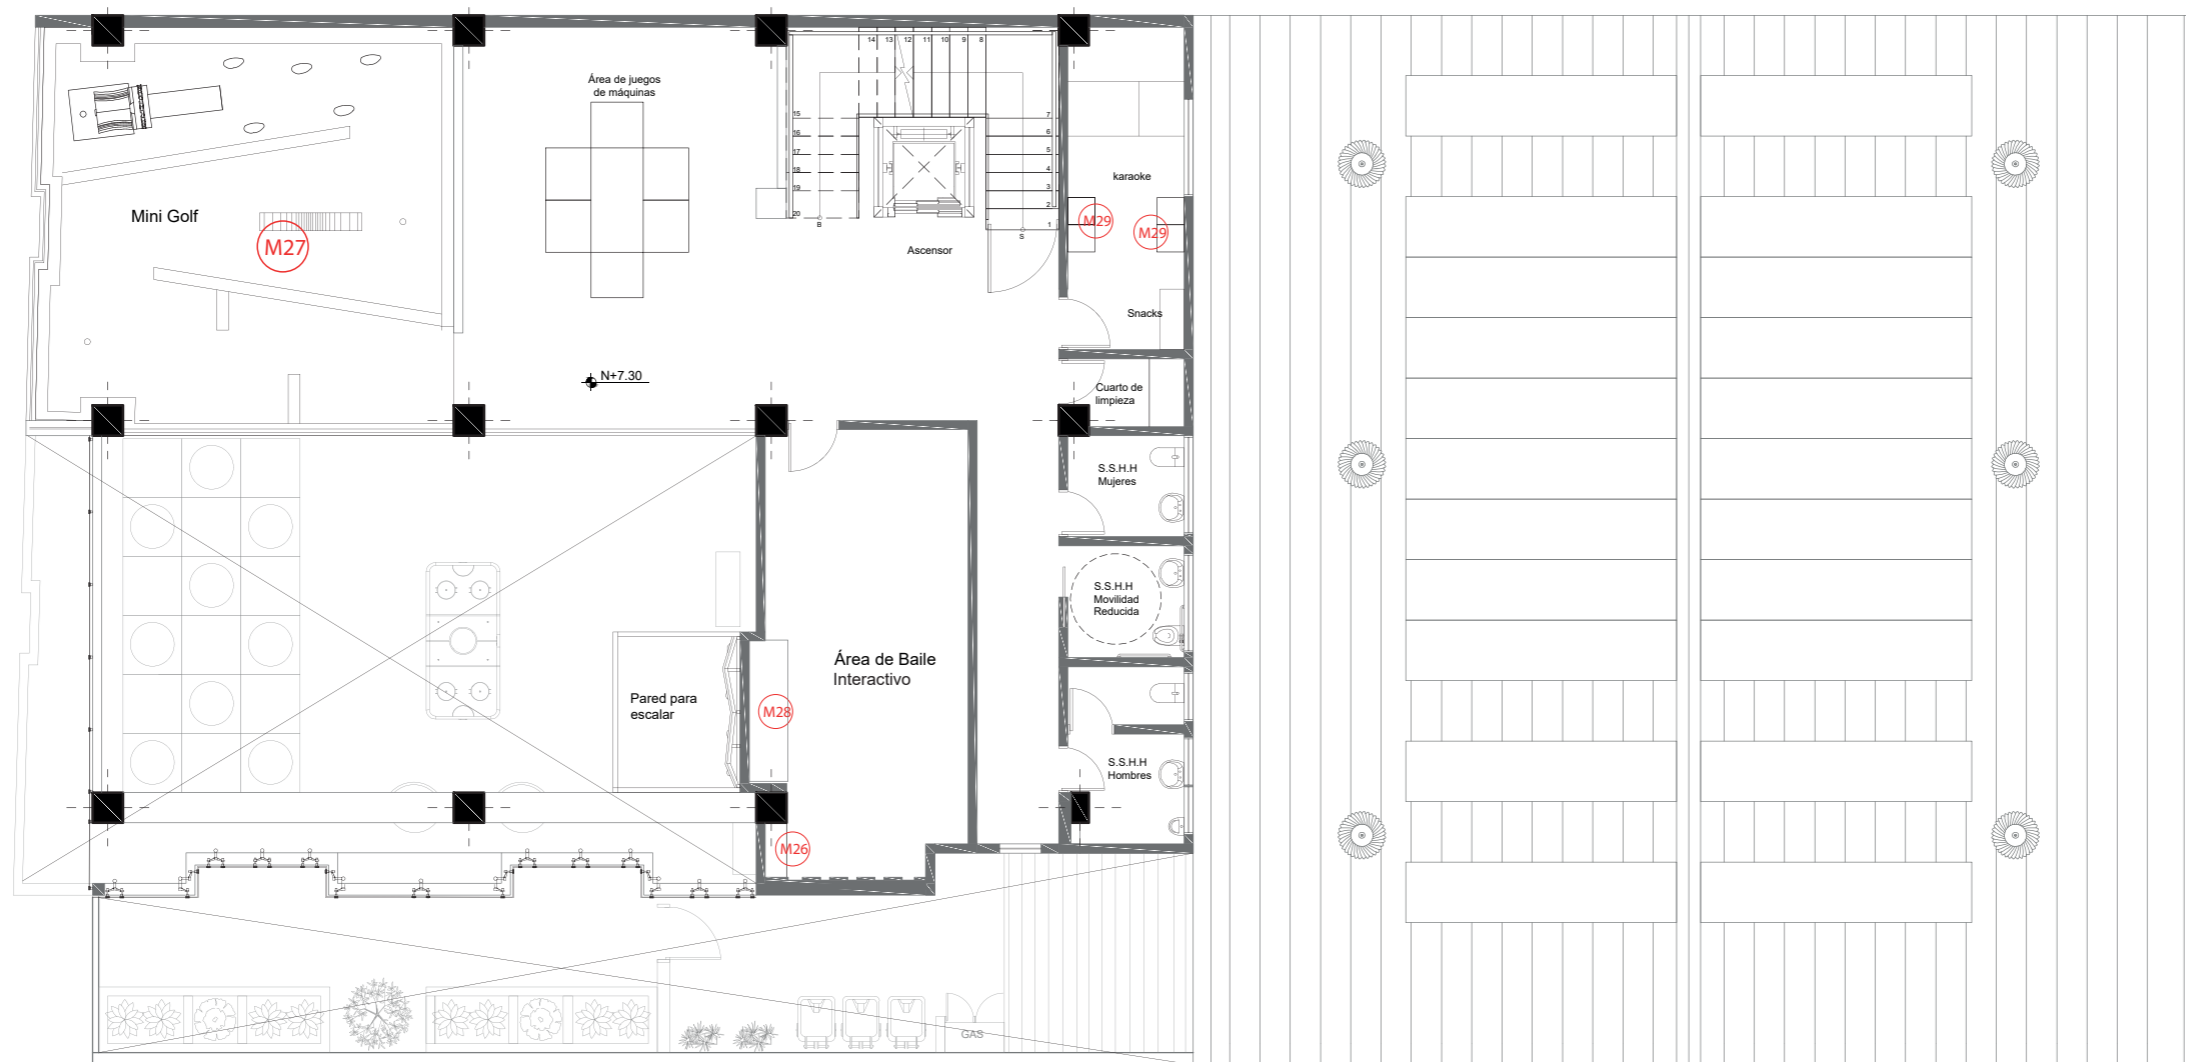 14 13 12 11 10 9 8
Área de juegos
de máquinas
15
16
17
18
19
20
B
7
6
5
4
3
2
1
S
Ascensor
karaoke
M29
M29
Snacks
Mini Golf
M27
N+7.30
Cuarto de
limpieza
S.S.H.H
Mujeres
S.S.H.H
Movilidad
Reducida
Área de Baile
Interactivo
Pared para
escalar
M28
S.S.H.H
Hombres
M26
GAS